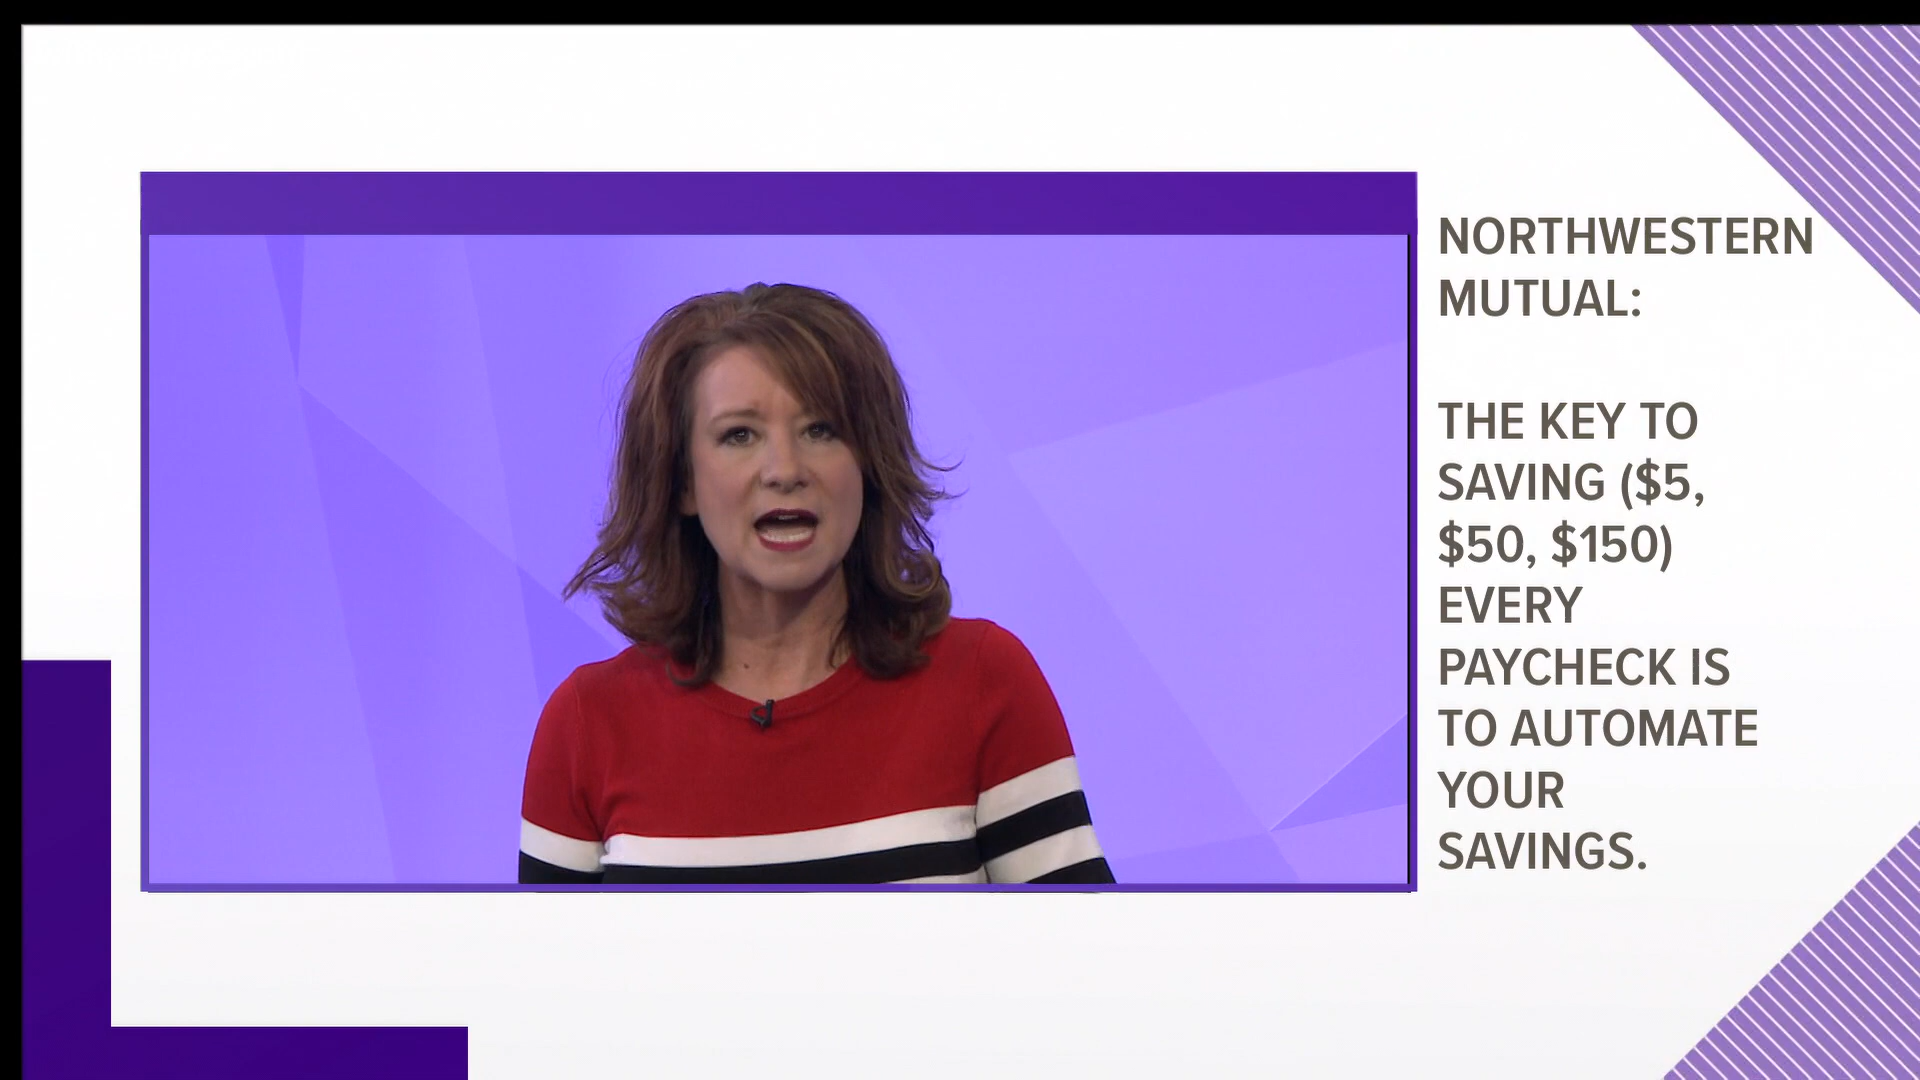 NORTHWESTERN
MUTUAL:
THE KEY TO
SAVING ($5,
$50, $150)
EVERY
PAYCHECK IS
TO AUTOMATE
YOUR
SAVINGS.